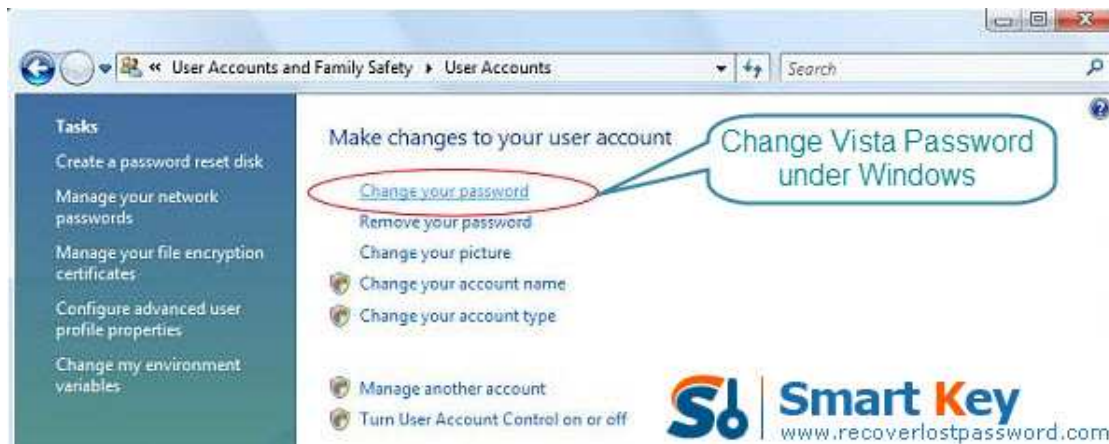 « User Accounts and Family Safety ▸ User Accounts
Search
Tasks
Create a password reset disk
Manage your network
passwords
Manage your file encryption
certificates
Configure advanced user
profile properties
Change my environment
variables
Make changes to your user account
Change your password
Remove your password
Change your picture
Change your account name
Change your account type
Manage another account
Turn User Account Control on or off
Change Vista Password
under Windows
Smart Key
www.recoverlostpassword.com